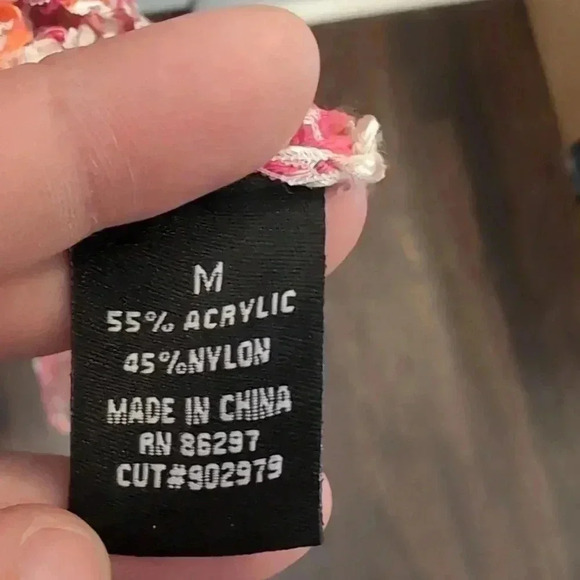 M
55% ACRYLIC
45%NYLON
MADE IN CHINA
RN 86297
CUT#902979